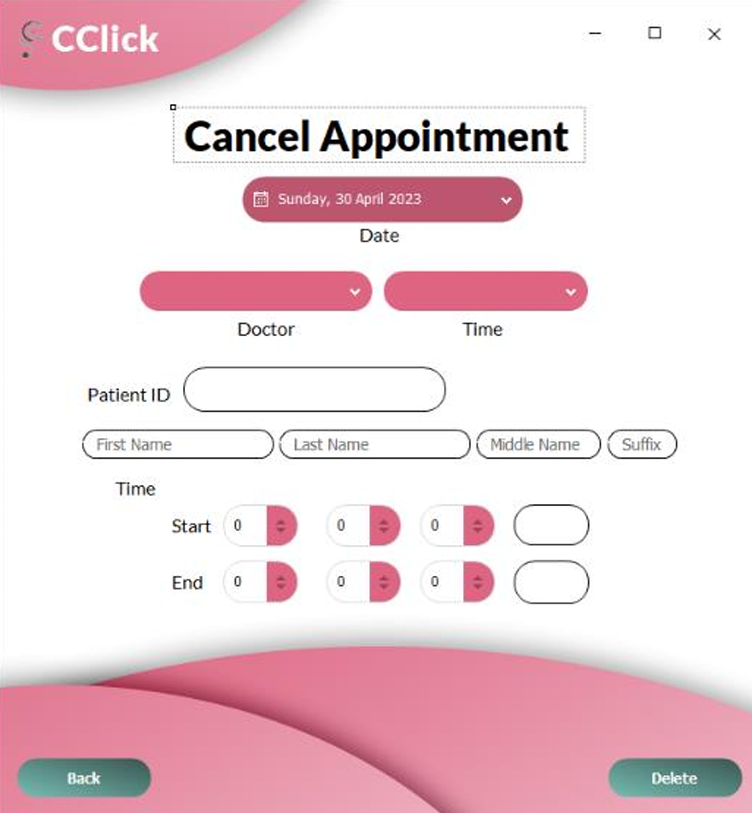 CClick
Cancel Appointment
Sunday, 30 April 2023
Date
Doctor Time
Patient ID
First Name Last Name Middle Name Suffix
Time
Start 0 0 0
End 0 0 0
Back Delete